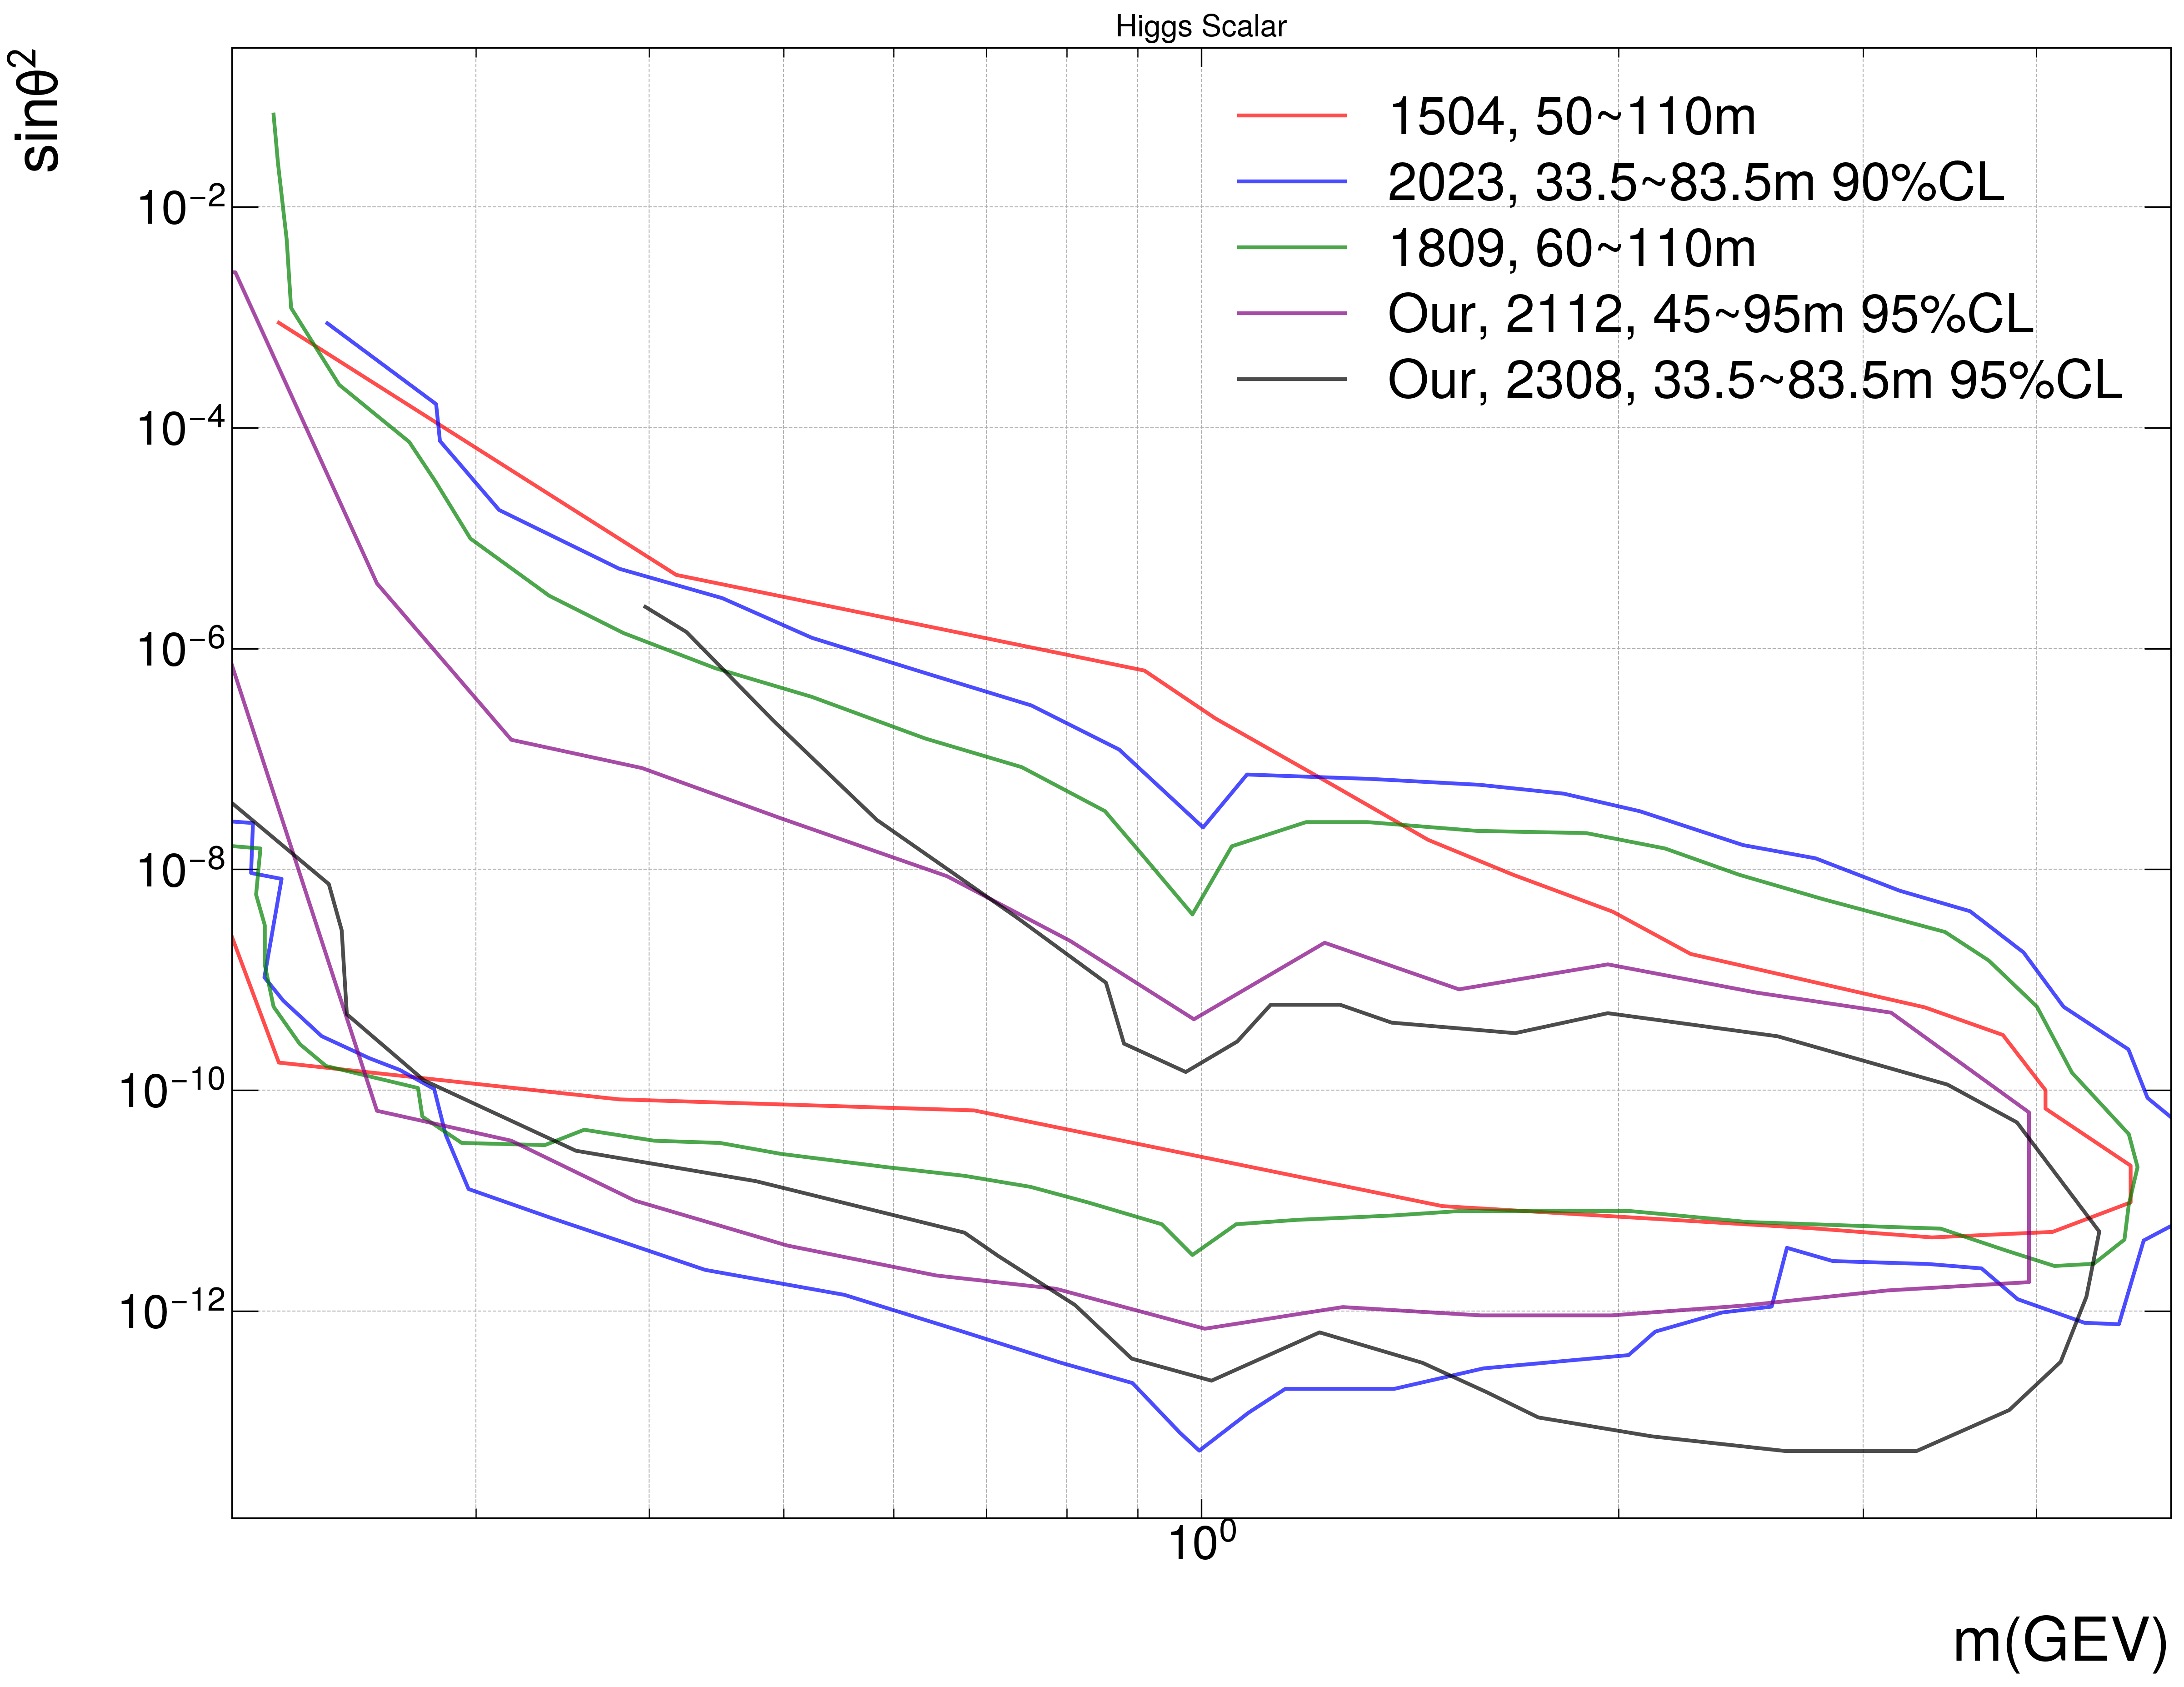 Higgs Scalar
sinθ²
1504, 50~110m
2023, 33.5~83.5m 90%CL
1809, 60~110m
Our, 2112, 45~95m 95%CL
Our, 2308, 33.5~83.5m 95%CL
10⁻²
10⁻⁴
10⁻⁶
10⁻⁸
10⁻¹⁰
10⁻¹²
10⁰
m(GEV)